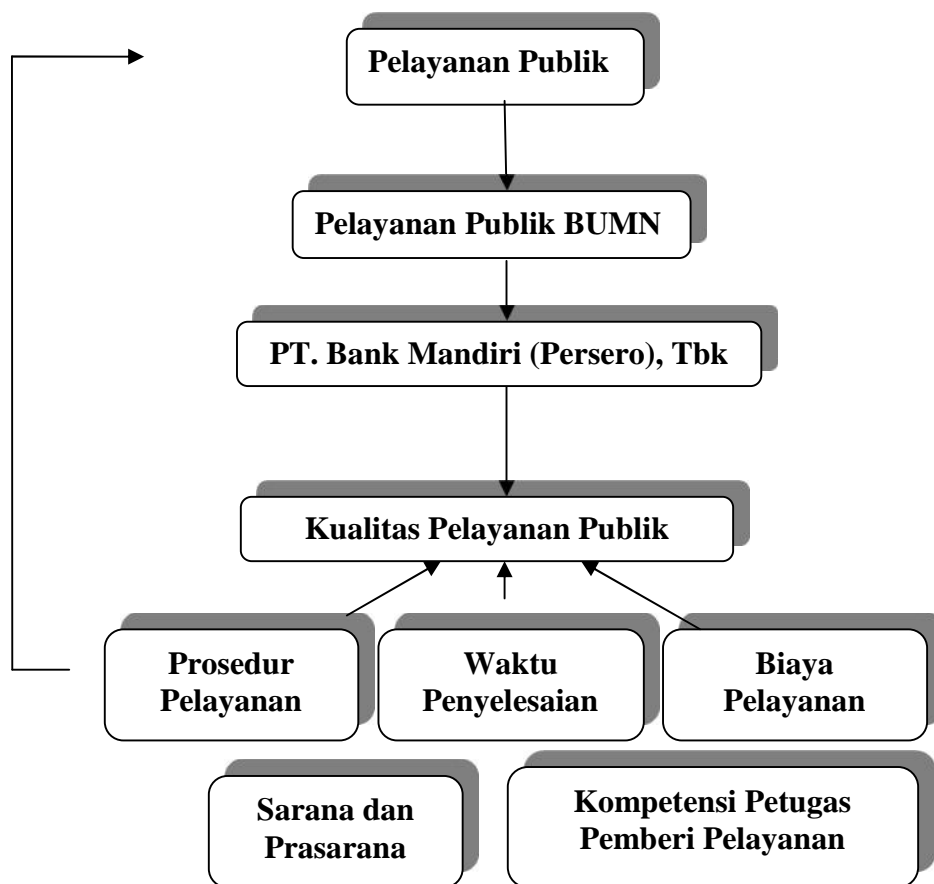 Pelayanan Publik
Pelayanan Publik BUMN
PT. Bank Mandiri (Persero), Tbk
Kualitas Pelayanan Publik
Prosedur
Pelayanan
Waktu
Penyelesaian
Biaya
Pelayanan
Sarana dan
Prasarana
Kompetensi Petugas
Pemberi Pelayanan